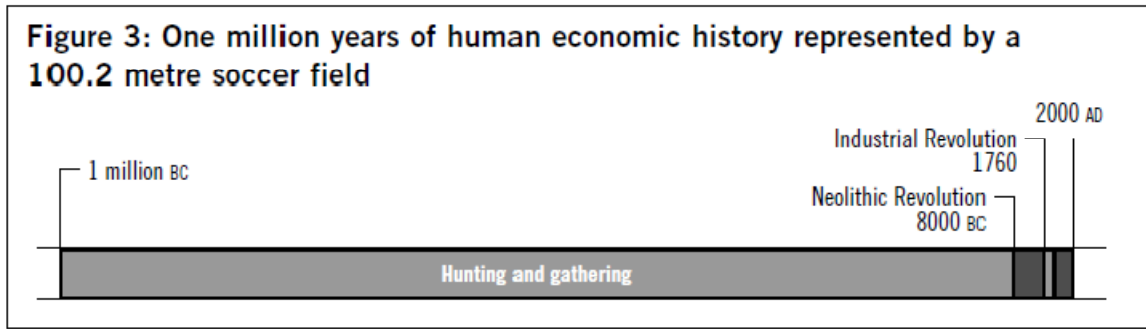 Figure 3: One million years of human economic history represented by a
100.2 metre soccer field
2000 AD
Industrial Revolution
1760
1 million BC
Neolithic Revolution
8000 BC
Hunting and gathering